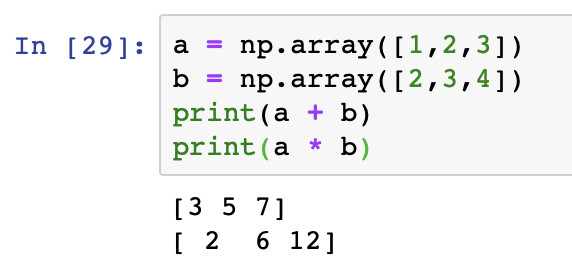 In [29]: a = np.array([1,2,3])
b = np.array([2,3,4])
print(a + b)
print(a * b)
[3 5 7]
[ 2  6 12]